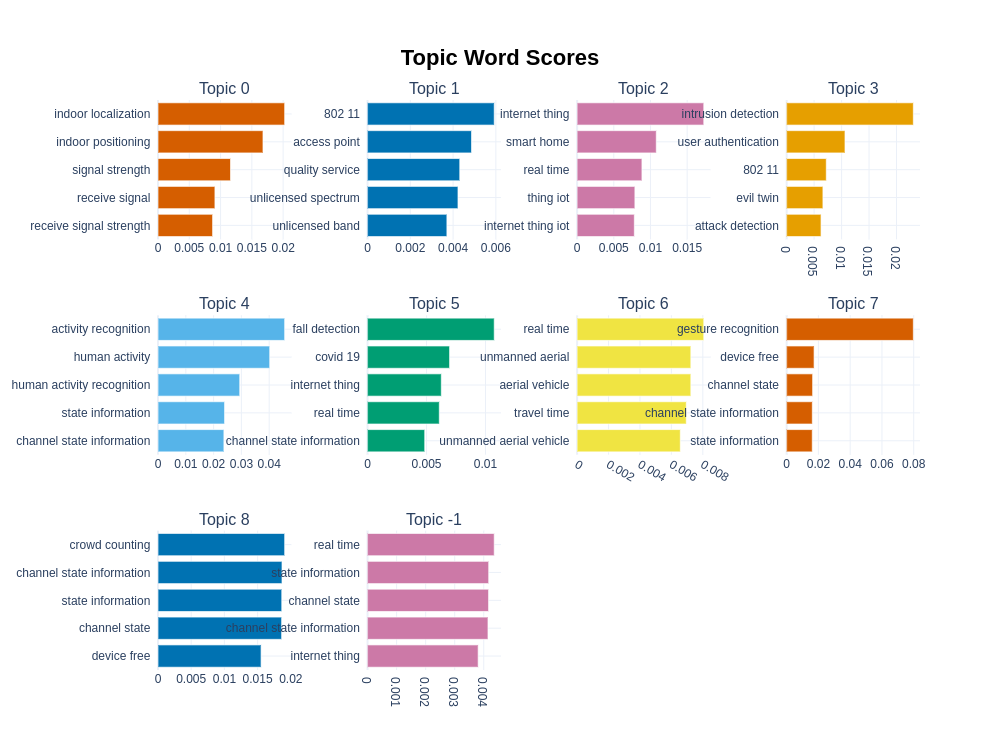 Topic Word Scores
Topic 0
indoor localization
indoor positioning
signal strength
receive signal
receive signal strength
0 0.005 0.01 0.015 0.02
Topic 1
802 11
access point
quality service
unlicensed spectrum
unlicensed band
0 0.002 0.004 0.006
Topic 2
internet thing
smart home
real time
thing iot
internet thing iot
0 0.005 0.01 0.015
Topic 3
intrusion detection
user authentication
802 11
evil twin
attack detection
0 0.005 0.01 0.015 0.02
Topic 4
activity recognition
human activity
human activity recognition
state information
channel state information
0 0.01 0.02 0.03 0.04
Topic 5
fall detection
covid 19
internet thing
real time
channel state information
0 0.005 0.01
Topic 6
real time
unmanned aerial
aerial vehicle
travel time
unmanned aerial vehicle
0 0.002 0.004 0.006 0.008
Topic 7
gesture recognition
device free
channel state
channel state information
state information
0 0.02 0.04 0.06 0.08
Topic 8
crowd counting
channel state information
state information
channel state
device free
0 0.005 0.01 0.015 0.02
Topic -1
real time
state information
channel state
channel state information
internet thing
0 0.001 0.002 0.003 0.004